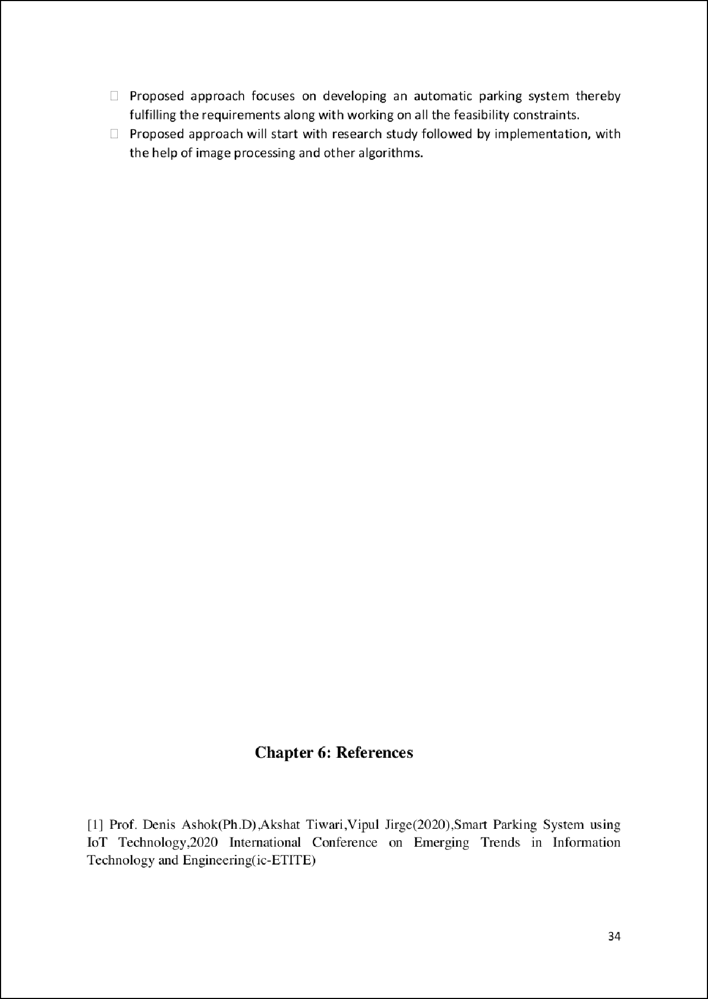 Proposed approach focuses on developing an automatic parking system thereby
fulfilling the requirements along with working on all the feasibility constraints.
Proposed approach will start with research study followed by implementation, with
the help of image processing and other algorithms.
Chapter 6: References
[1] Prof. Denis Ashok(Ph.D),Akshat Tiwari,Vipul Jirge(2020),Smart Parking System using
IoT Technology,2020 International Conference on Emerging Trends in Information
Technology and Engineering(ic-ETITE)
34